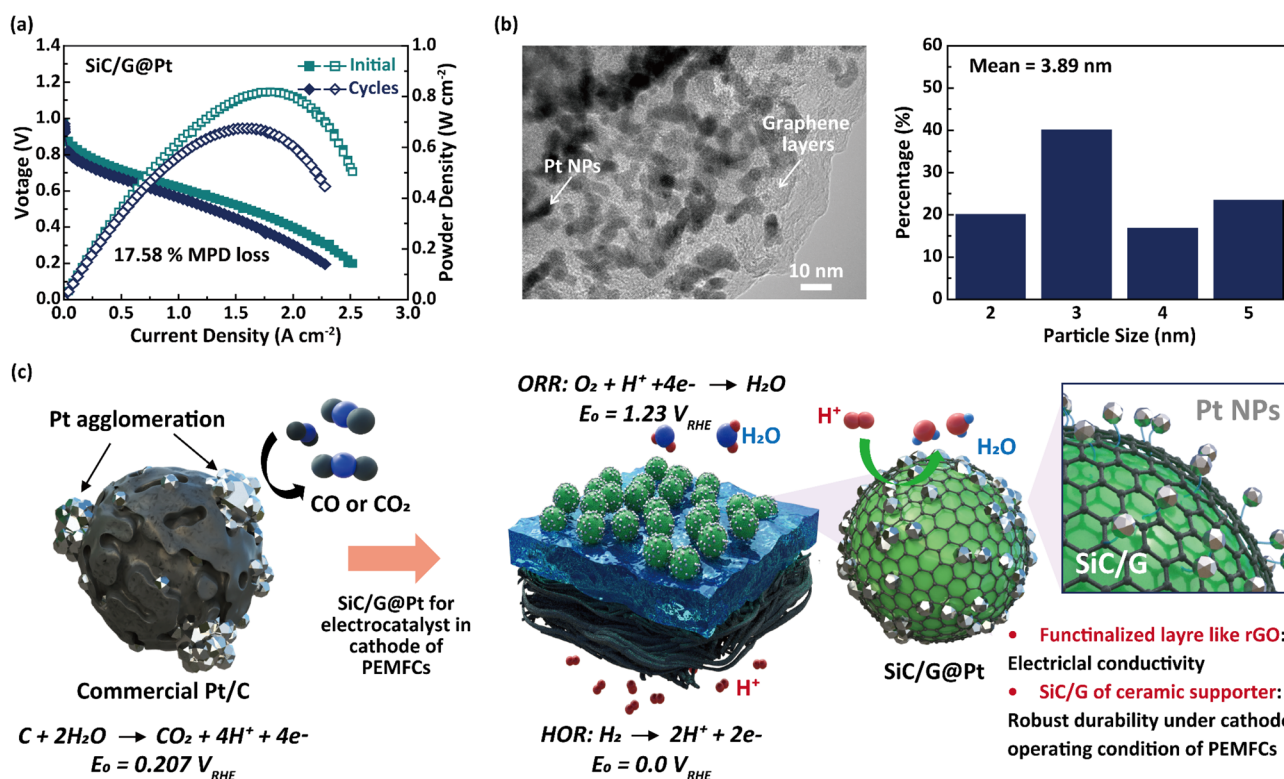 (a)
SiC/G@Pt
Initial
Cycles
17.58 % MPD loss
Votage (V)
1.4
1.2
1.0
0.8
0.6
0.4
0.2
0.0
Powder Density (W cm⁻²)
1.0
0.8
0.6
0.4
0.2
0.0
0.0 0.5 1.0 1.5 2.0 2.5 3.0
Current Density (A cm⁻²)
(b)
Graphene
layers
Pt NPs
10 nm
Mean = 3.89 nm
Percentage (%)
60
50
40
30
20
10
0
2 3 4 5
Particle Size (nm)
(c)
Pt agglomeration
CO or CO₂
Commercial Pt/C
C + 2H₂O → CO₂ + 4H⁺ + 4e-
E₀ = 0.207 V RHE
SiC/G@Pt for
electrocatalyst in
cathode of
PEMFCs
ORR: O₂ + H⁺ +4e- → H₂O
E₀ = 1.23 V RHE
H₂O
H⁺
HOR: H₂ → 2H⁺ + 2e-
E₀ = 0.0 V RHE
H⁺
H₂O
SiC/G@Pt
Pt NPs
SiC/G
• Functinalized layre like rGO:
Electriclal conductivity
• SiC/G of ceramic supporter:
Robust durability under cathode
operating condition of PEMFCs